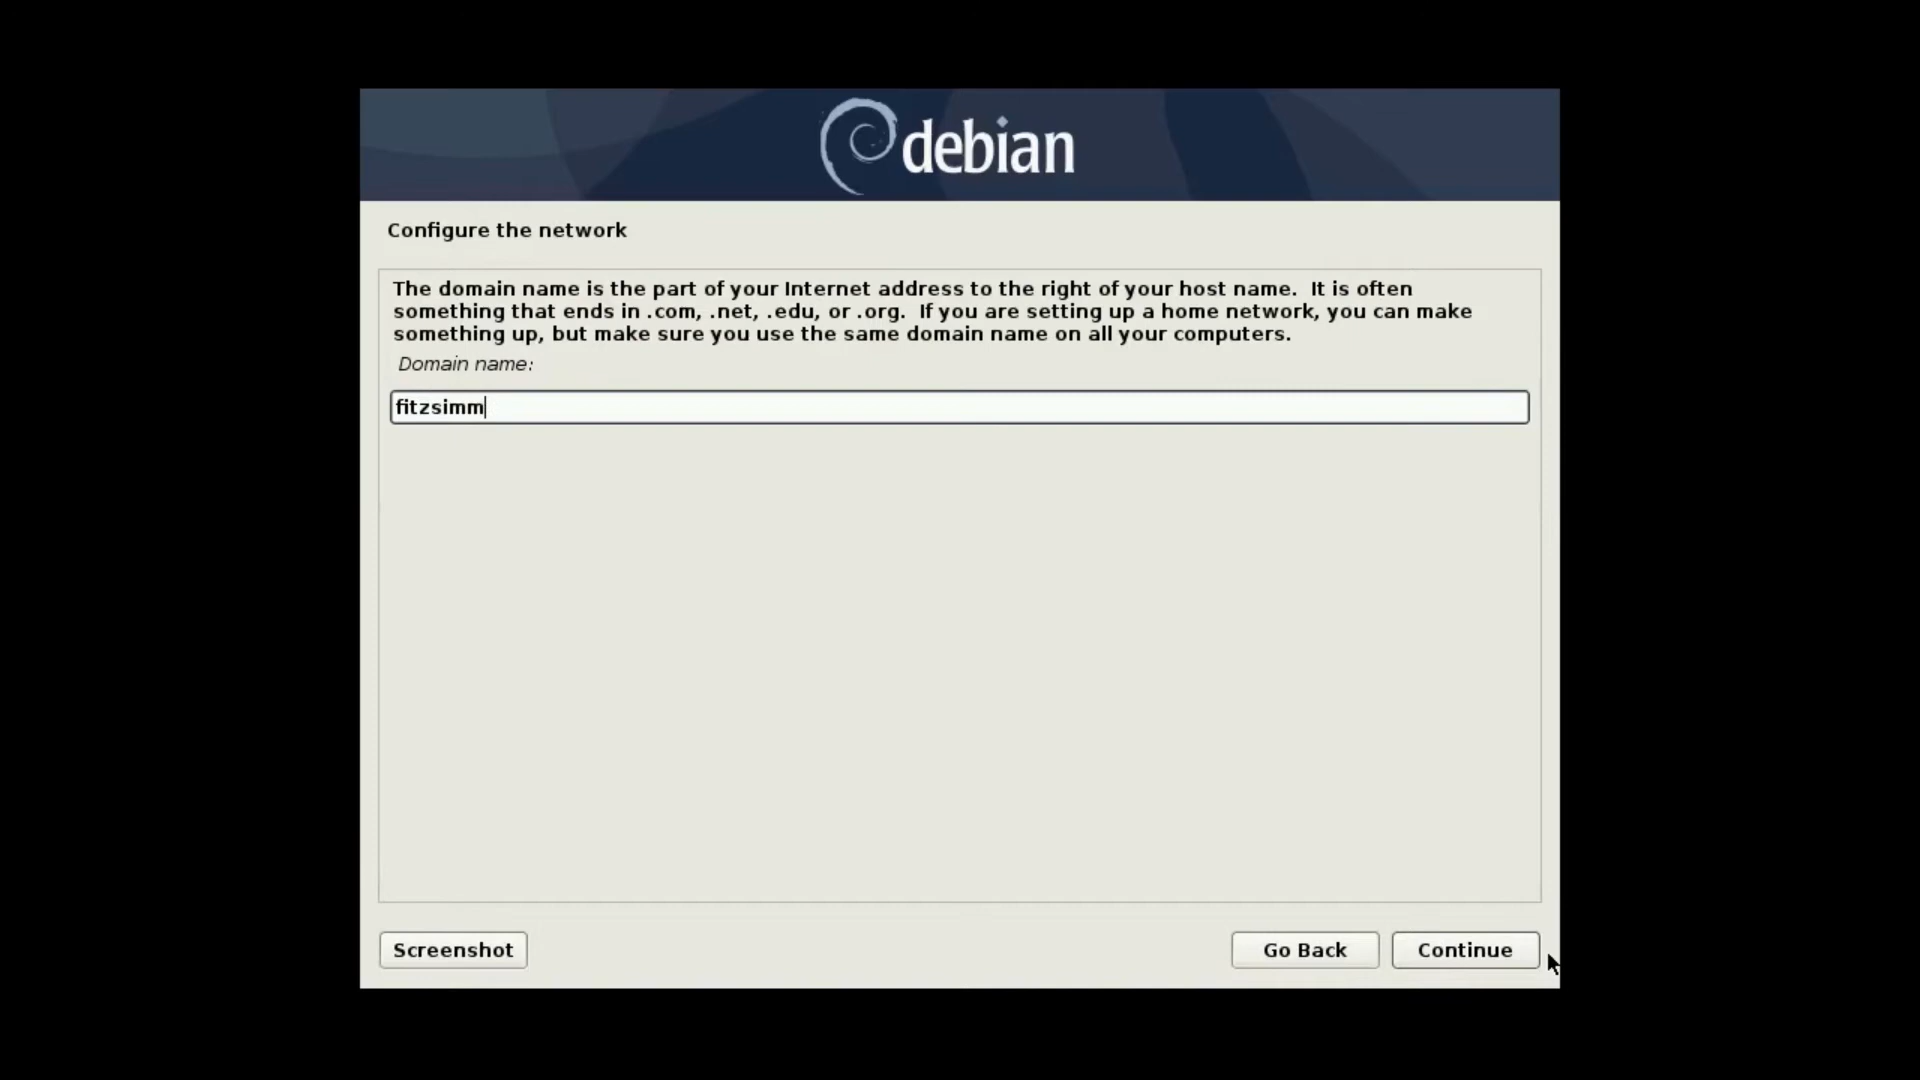 debian
Configure the network
The domain name is the part of your Internet address to the right of your host name.  It is often
something that ends in .com, .net, .edu, or .org.  If you are setting up a home network, you can make
something up, but make sure you use the same domain name on all your computers.
Domain name:
fitzsimm
Screenshot
Go Back
Continue